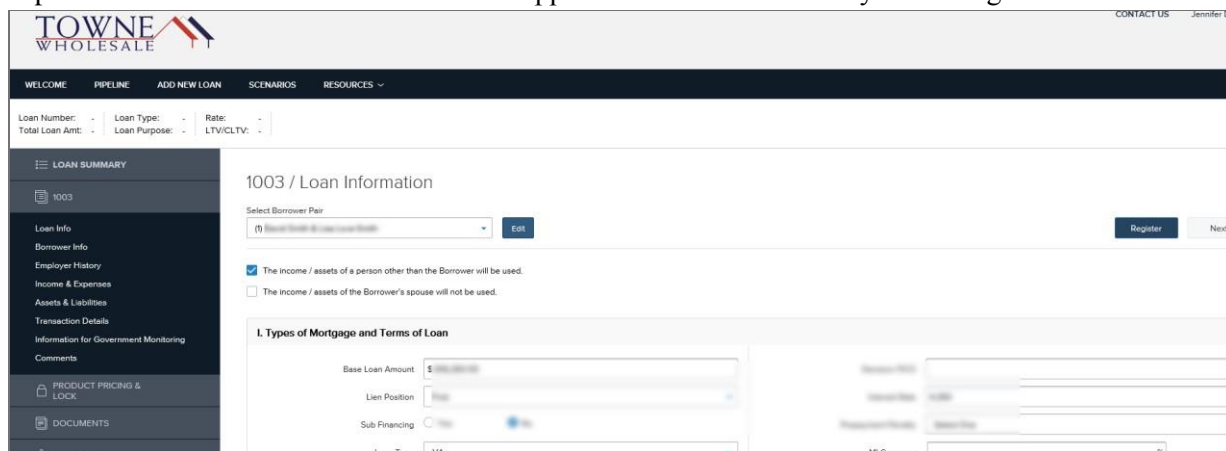 TOWNE
WHOLESALE
CONTACT US Jennifer
WELCOME PIPELINE ADD NEW LOAN SCENARIOS RESOURCES
Loan Number: - Loan Type: - Rate: -
Total Loan Amt: - Loan Purpose: - LTV/CLTV: -
LOAN SUMMARY
1003
Loan Info
Borrower Info
Employer History
Income & Expenses
Assets & Liabilities
Transaction Details
Information for Government Monitoring
Comments
PRODUCT PRICING &
LOCK
DOCUMENTS
1003 / Loan Information
Select Borrower Pair
(1)
Edit
Register Next
The income / assets of a person other than the Borrower will be used.
The income / assets of the Borrower's spouse will not be used.
I. Types of Mortgage and Terms of Loan
Base Loan Amount $
Lien Position
Sub Financing